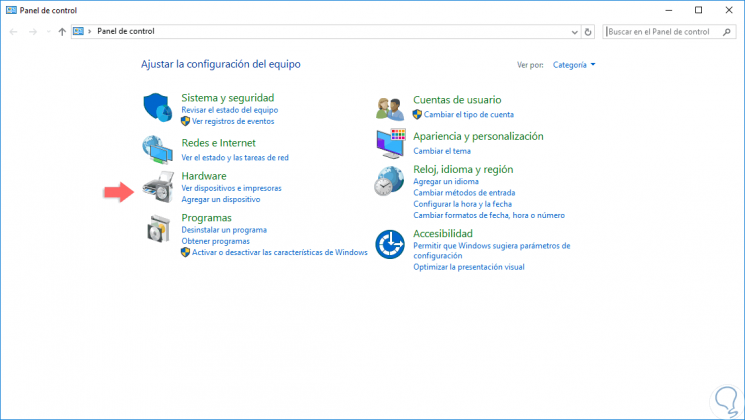 Panel de control
Panel de control
Buscar en el Panel de control
Ajustar la configuración del equipo
Ver por: Categoría
Sistema y seguridad
Revisar el estado del equipo
Ver registros de eventos
Redes e Internet
Ver el estado y las tareas de red
Hardware
Ver dispositivos e impresoras
Agregar un dispositivo
Programas
Desinstalar un programa
Obtener programas
Activar o desactivar las características de Windows
Cuentas de usuario
Cambiar el tipo de cuenta
Apariencia y personalización
Cambiar el tema
Reloj, idioma y región
Agregar un idioma
Cambiar métodos de entrada
Configurar la hora y la fecha
Cambiar formatos de fecha, hora o número
Accesibilidad
Permitir que Windows sugiera parámetros de
configuración
Optimizar la presentación visual